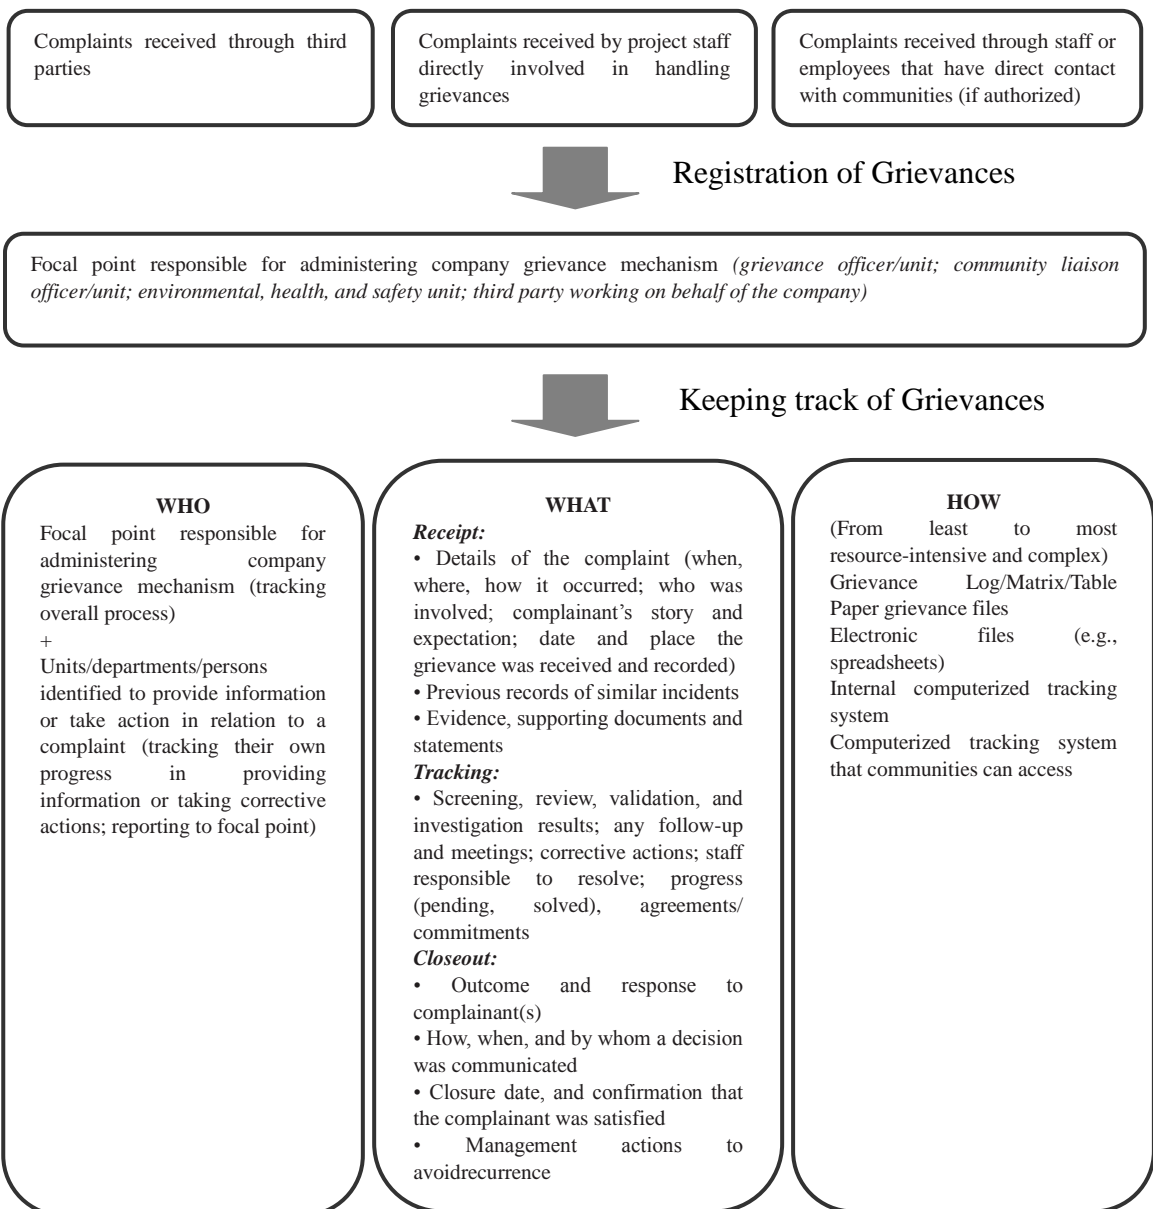 Complaints received through third
parties
Complaints received by project staff
directly involved in handling
grievances
Complaints received through staff or
employees that have direct contact
with communities (if authorized)
Registration of Grievances
Focal point responsible for administering company grievance mechanism (grievance officer/unit; community liaison
officer/unit; environmental, health, and safety unit; third party working on behalf of the company)
Keeping track of Grievances
WHO
Focal point responsible for
administering company
grievance mechanism (tracking
overall process)
+
Units/departments/persons
identified to provide information
or take action in relation to a
complaint (tracking their own
progress in providing
information or taking corrective
actions; reporting to focal point)
WHAT
Receipt:
• Details of the complaint (when,
where, how it occurred; who was
involved; complainant’s story and
expectation; date and place the
grievance was received and recorded)
• Previous records of similar incidents
• Evidence, supporting documents and
statements
Tracking:
• Screening, review, validation, and
investigation results; any follow-up
and meetings; corrective actions; staff
responsible to resolve; progress
(pending, solved), agreements/
commitments
Closeout:
• Outcome and response to
complainant(s)
• How, when, and by whom a decision
was communicated
• Closure date, and confirmation that
the complainant was satisfied
• Management actions to
avoidrecurrence
HOW
(From least to most
resource-intensive and complex)
Grievance Log/Matrix/Table
Paper grievance files
Electronic files (e.g.,
spreadsheets)
Internal computerized tracking
system
Computerized tracking system
that communities can access